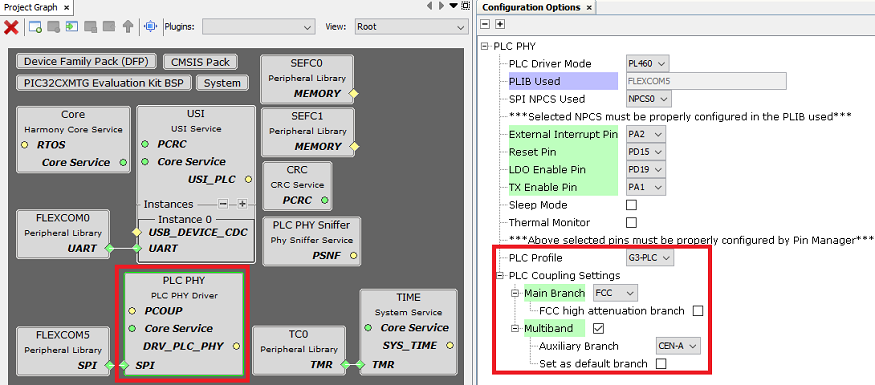 Project Graph
Plugins:
View: Root
Device Family Pack (DFP)
CMSIS Pack
PIC32CXMTG Evaluation Kit BSP
System
SEFC0
Peripheral Library
MEMORY
Core
Harmony Core Service
RTOS
Core Service
USI
USI Service
PCRC
Core Service
USI_PLC
Instances
Instance 0
USB_DEVICE_CDC
UART
SEFC1
Peripheral Library
MEMORY
CRC
CRC Service
PCRC
FLEXCOM0
Peripheral Library
UART
PLC PHY Sniffer
Phy Sniffer Service
PSNF
PLC PHY
PLC PHY Driver
PCOUP
Core Service
DRV_PLC_PHY
SPI
FLEXCOM5
Peripheral Library
SPI
TC0
Peripheral Library
TMR
TIME
System Service
Core Service
SYS_TIME
TMR
Configuration Options
PLC PHY
PLC Driver Mode PL460
PLIB Used FLEXCOM5
SPI NPCS Used NPCS0
***Selected NPCS must be properly configured in the PLIB used***
External Interrupt Pin PA2
Reset Pin PD15
LDO Enable Pin PD19
TX Enable Pin PA1
Sleep Mode
Thermal Monitor
***Above selected pins must be properly configured by Pin Manager***
PLC Profile G3-PLC
PLC Coupling Settings
Main Branch FCC
FCC high attenuation branch
Multiband
Auxiliary Branch CEN-A
Set as default branch